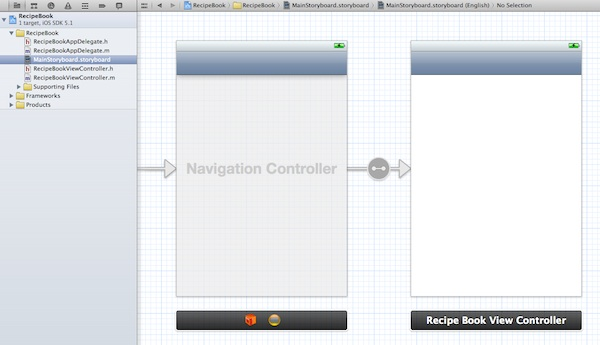 RecipeBook
1 target, iOS SDK 5.1
RecipeBook
RecipeBookAppDelegate.h
RecipeBookAppDelegate.m
MainStoryboard.storyboard
RecipeBookViewController.h
RecipeBookViewController.m
Supporting Files
Frameworks
Products
RecipeBook RecipeBook MainStoryboard.storyboard MainStoryboard.storyboard (English) No Selection
Navigation Controller
Recipe Book View Controller